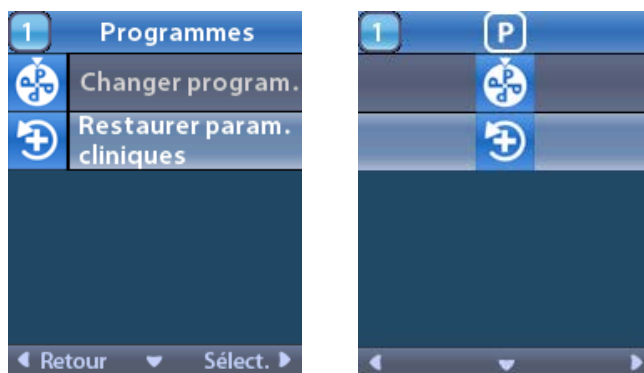 1 Programmes
Changer program.
Restaurer param.
cliniques
Retour Sélect.
1 P